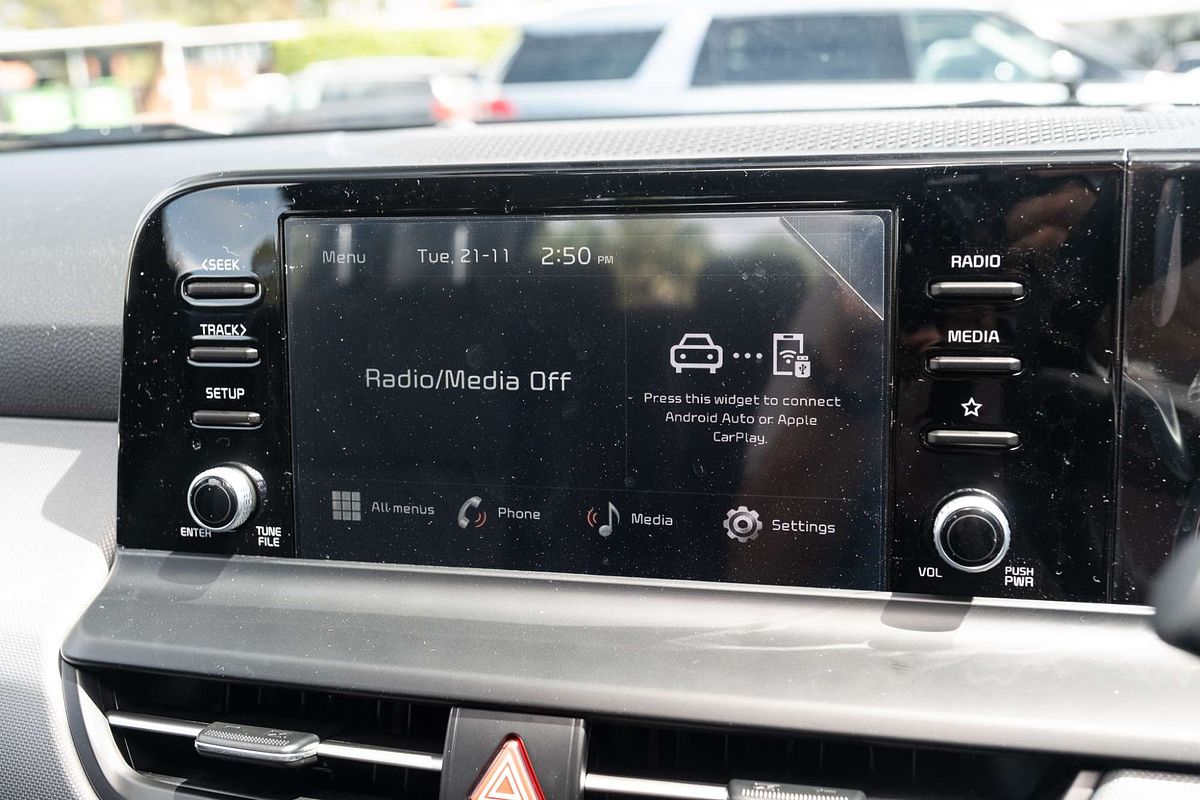 <SEEK
TRACK>
SETUP
ENTER
TUNE
FILE
Menu
Tue, 21-11
2:50 PM
Radio/Media Off
Press this widget to connect
Android Auto or Apple
CarPlay.
All menus
Phone
Media
Settings
RADIO
MEDIA
VOL
PUSH
PWR